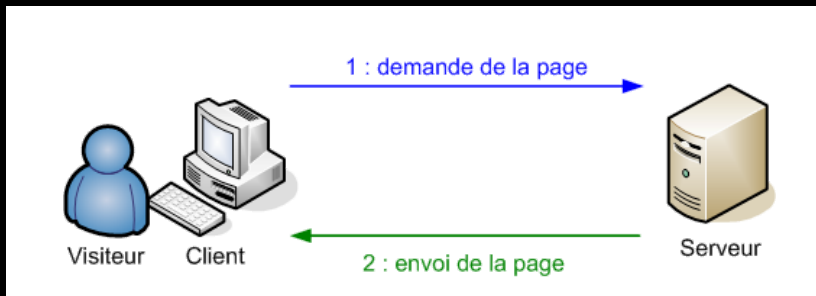 1 : demande de la page
Visiteur
Client
Serveur
2 : envoi de la page